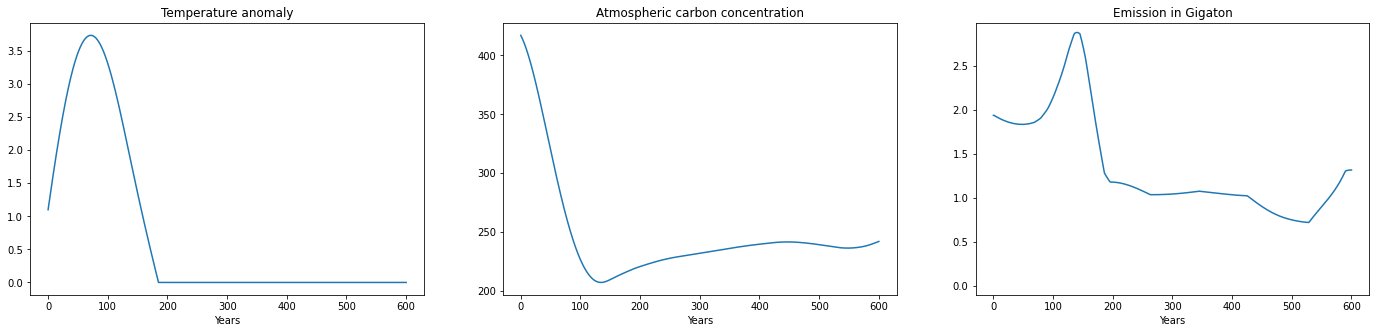 Temperature anomaly
3.5
3.0
2.5
2.0
1.5
1.0
0.5
0.0
0 100 200 300 400 500 600
Years
Atmospheric carbon concentration
400
350
300
250
200
0 100 200 300 400 500 600
Years
Emission in Gigaton
2.5
2.0
1.5
1.0
0.5
0.0
0 100 200 300 400 500 600
Years